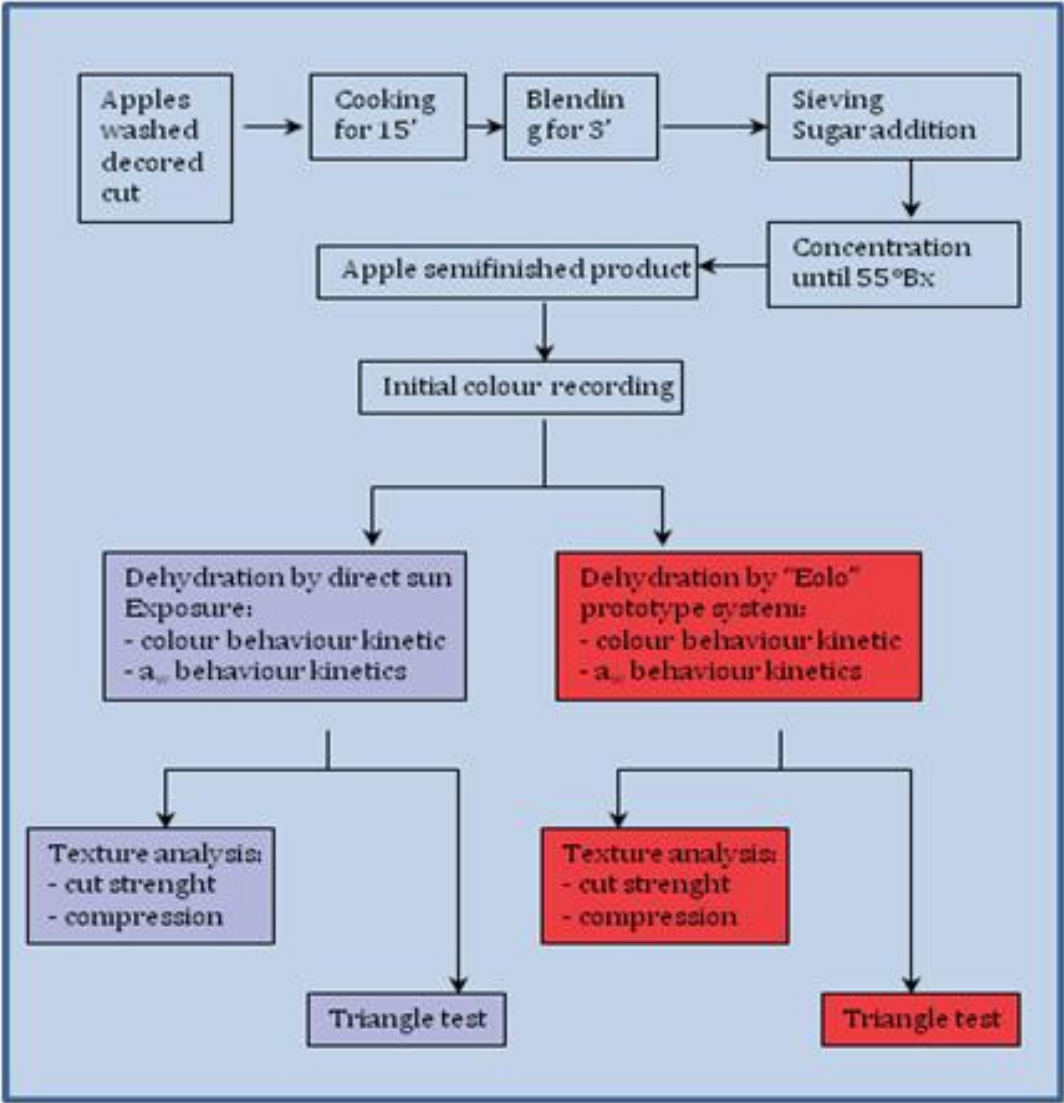 Apples
washed
decored
cut
Cooking
for 15'
Blendin
g for 3'
Sieving
Sugar addition
Concentration
until 55°Bx
Apple semifinished product
Initial colour recording
Dehydration by direct sun
Exposure:
- colour behaviour kinetic
- aw behaviour kinetics
Dehydration by "Eolo"
prototype system:
- colour behaviour kinetic
- aw behaviour kinetics
Texture analysis:
- cut strenght
- compression
Texture analysis:
- cut strenght
- compression
Triangle test
Triangle test